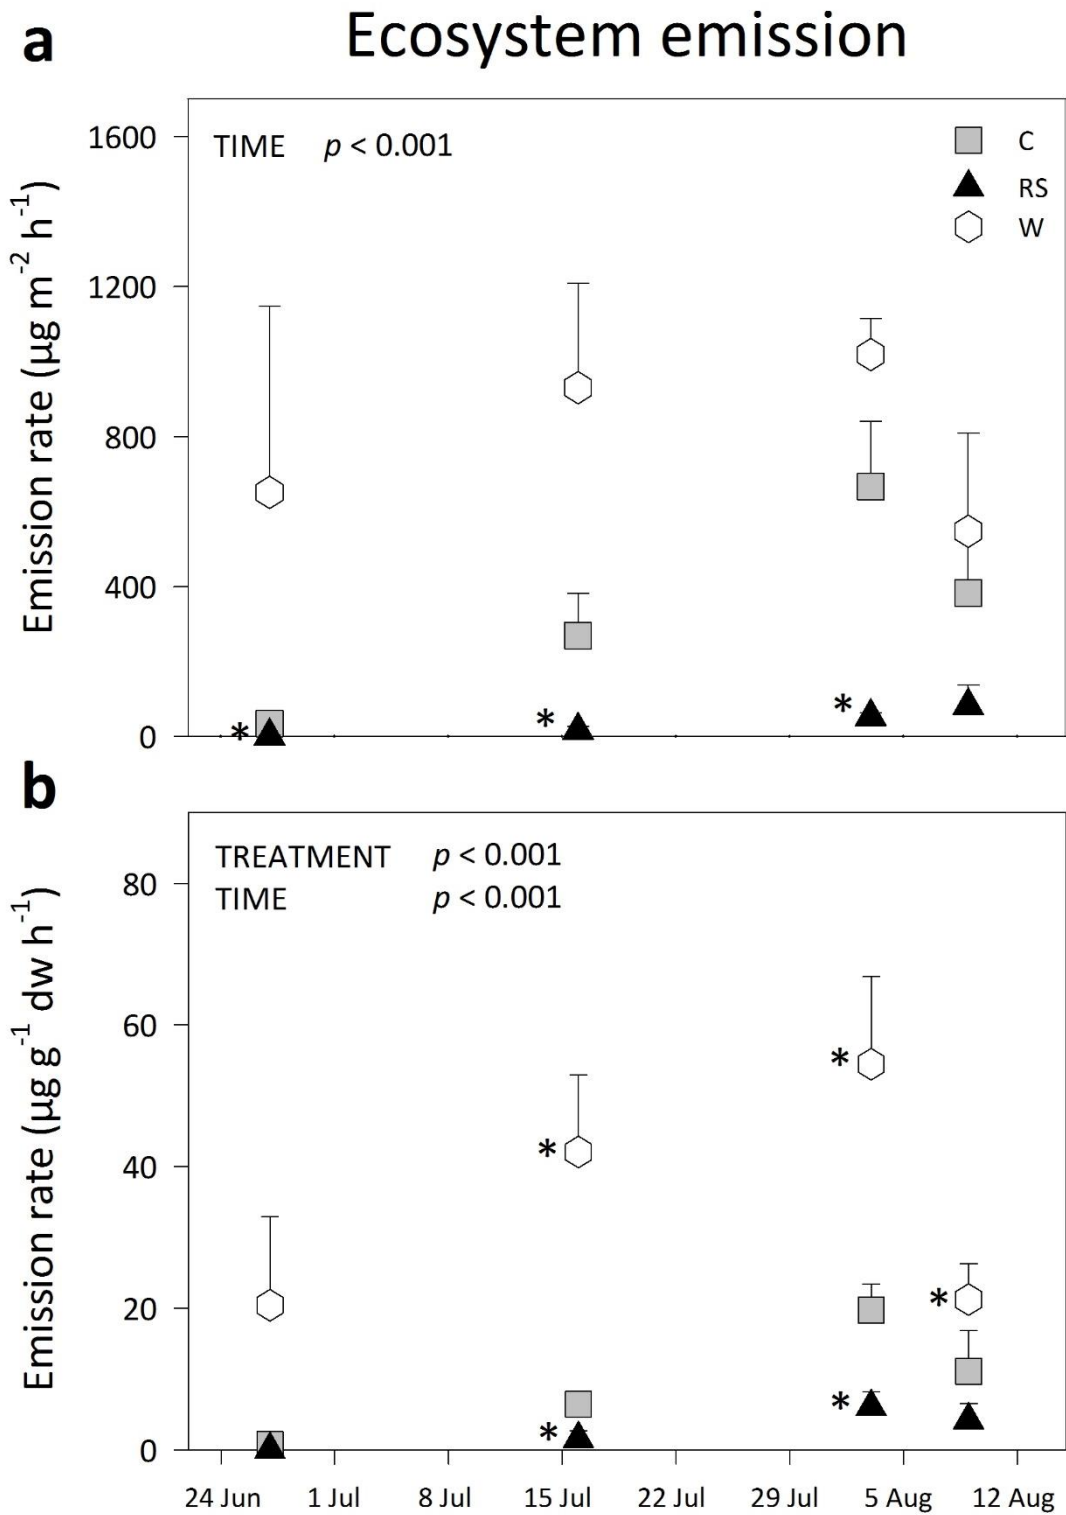 a
Ecosystem emission
Emission rate (µg m⁻² h⁻¹)
1600
1200
800
400
0
TIME p < 0.001
C
RS
W
*
*
*
b
Emission rate (µg g⁻¹ dw h⁻¹)
80
60
40
20
0
TREATMENT p < 0.001
TIME p < 0.001
*
*
*
*
*
24 Jun 1 Jul 8 Jul 15 Jul 22 Jul 29 Jul 5 Aug 12 Aug